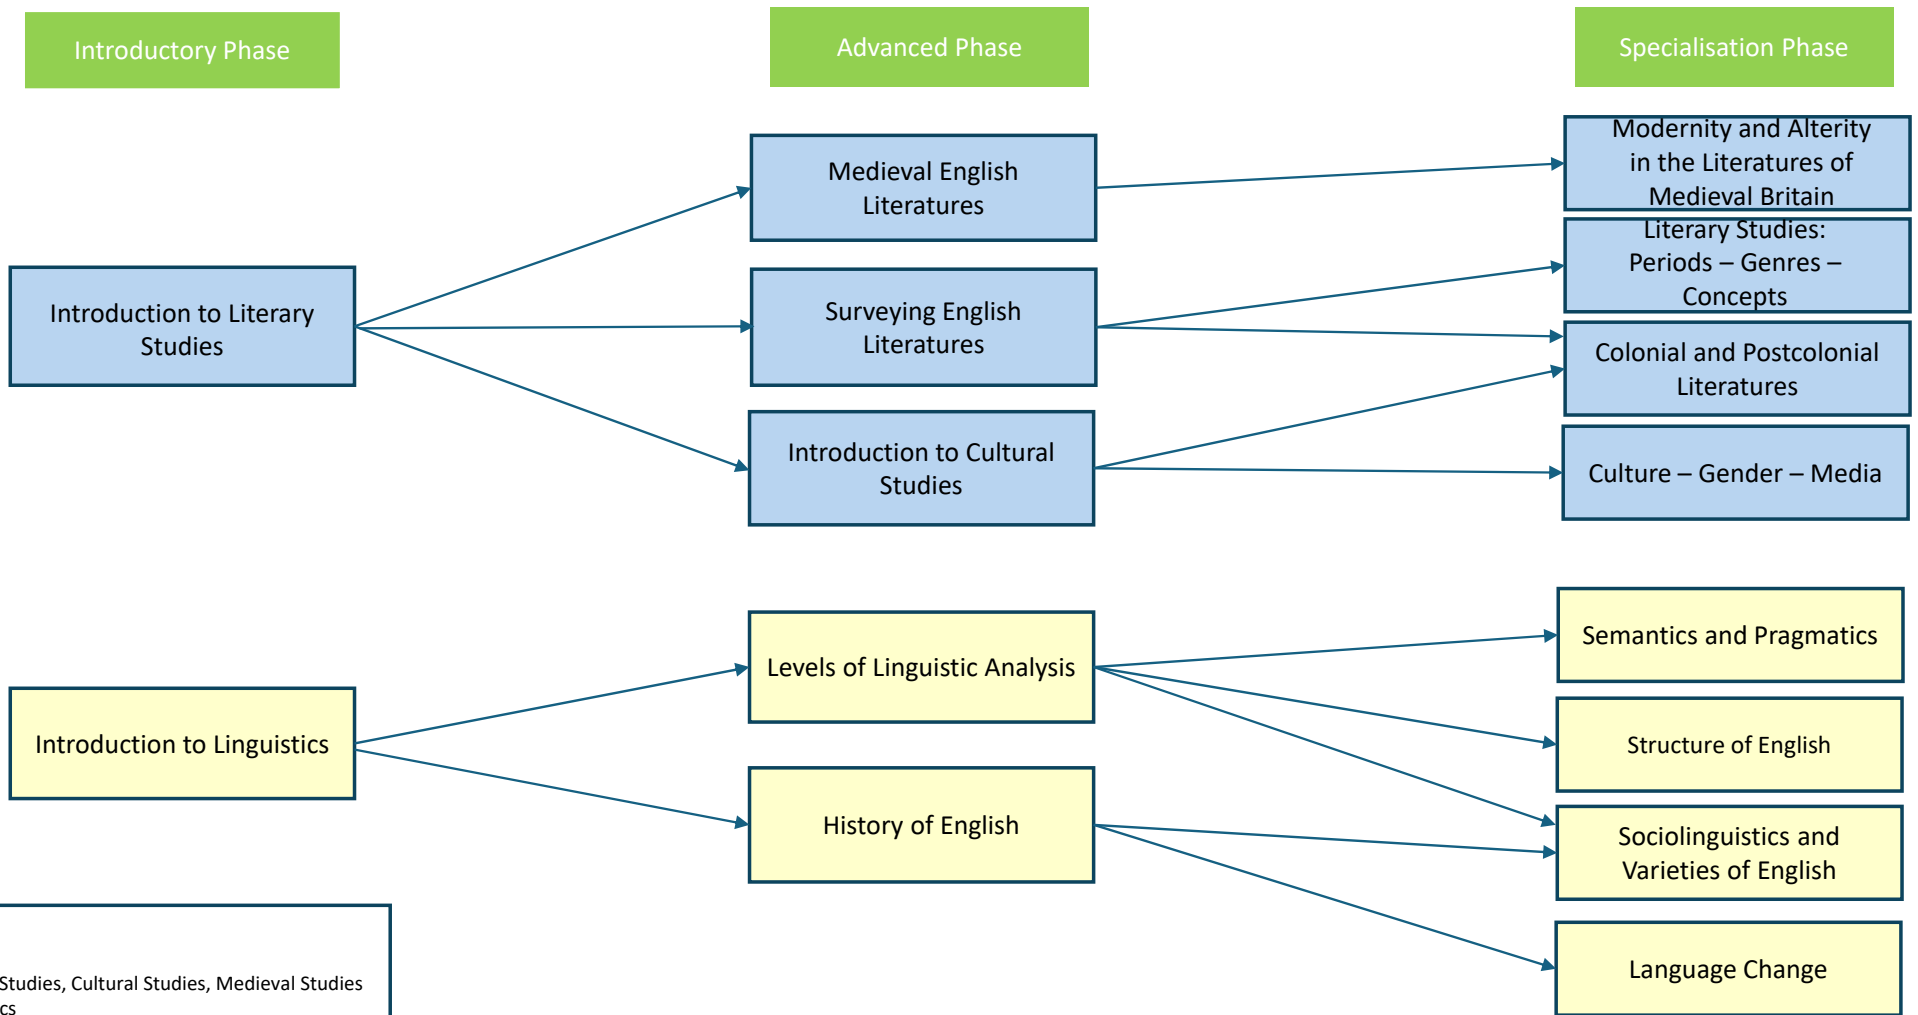 Introductory Phase
Advanced Phase
Specialisation Phase
Introduction to Literary
Studies
Medieval English
Literatures
Surveying English
Literatures
Introduction to Cultural
Studies
Modernity and Alterity
in the Literatures of
Medieval Britain
Literary Studies:
Periods – Genres –
Concepts
Colonial and Postcolonial
Literatures
Culture – Gender – Media
Introduction to Linguistics
Levels of Linguistic Analysis
History of English
Semantics and Pragmatics
Structure of English
Sociolinguistics and
Varieties of English
Language Change
Studies, Cultural Studies, Medieval Studies
cs